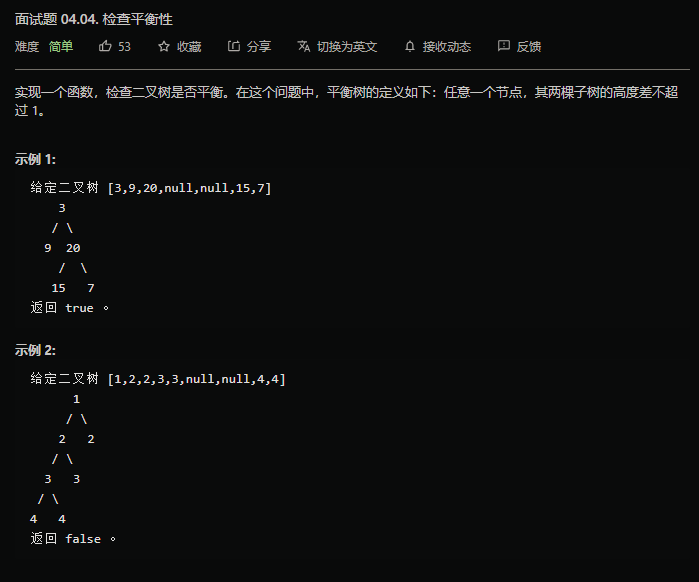 面试题 04.04. 检查平衡性
难度 简单 53 收藏 分享 切换为英文 接收动态 反馈
实现一个函数，检查二叉树是否平衡。在这个问题中，平衡树的定义如下：任意一个节点，其两棵子树的高度差不超
过 1。
示例 1:
给定二叉树 [3,9,20,null,null,15,7]
3
/ \
9 20
/ \
15 7
返回 true 。
示例 2:
给定二叉树 [1,2,2,3,3,null,null,4,4]
1
/ \
2 2
/ \
3 3
/ \
4 4
返回 false 。